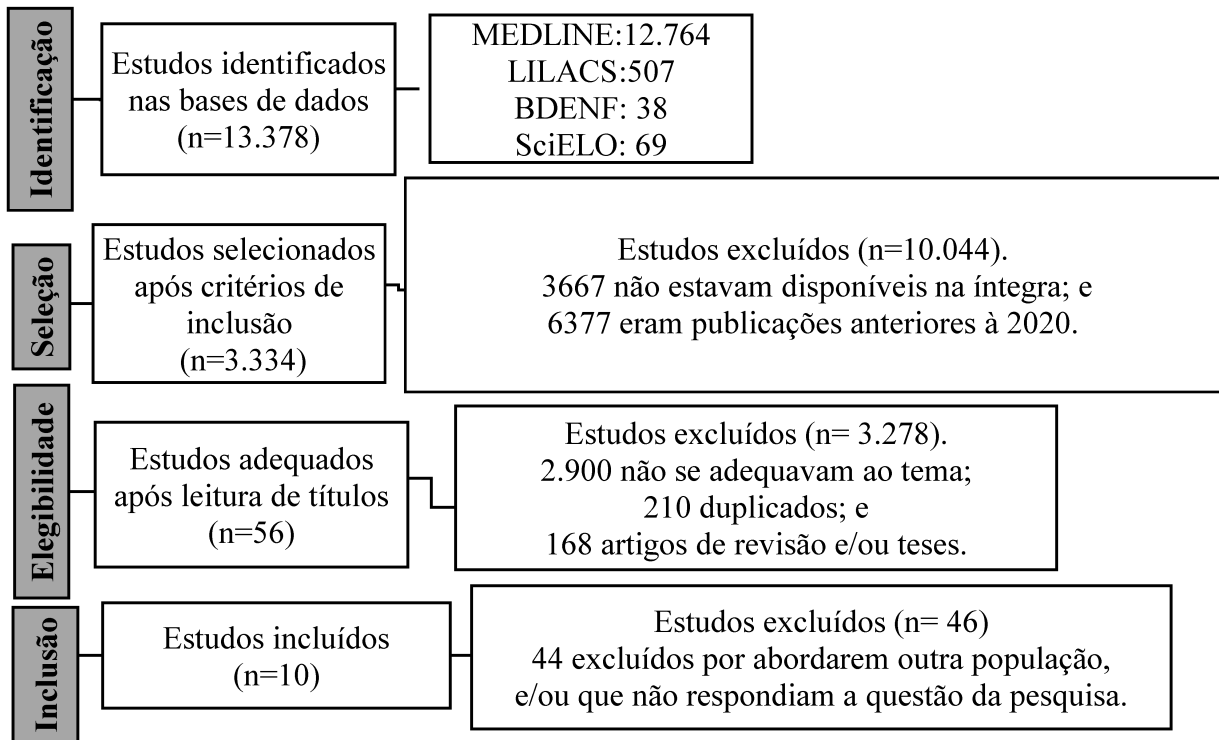 Identificação
Estudos identificados
nas bases de dados
(n=13.378)
MEDLINE:12.764
LILACS:507
BDENF: 38
SciELO: 69
Seleção
Estudos selecionados
após critérios de
inclusão
(n=3.334)
Estudos excluídos (n=10.044).
3667 não estavam disponíveis na íntegra; e
6377 eram publicações anteriores à 2020.
Elegibilidade
Estudos adequados
após leitura de títulos
(n=56)
Estudos excluídos (n= 3.278).
2.900 não se adequavam ao tema;
210 duplicados; e
168 artigos de revisão e/ou teses.
Inclusão
Estudos incluídos
(n=10)
Estudos excluídos (n= 46)
44 excluídos por abordarem outra população,
e/ou que não respondiam a questão da pesquisa.